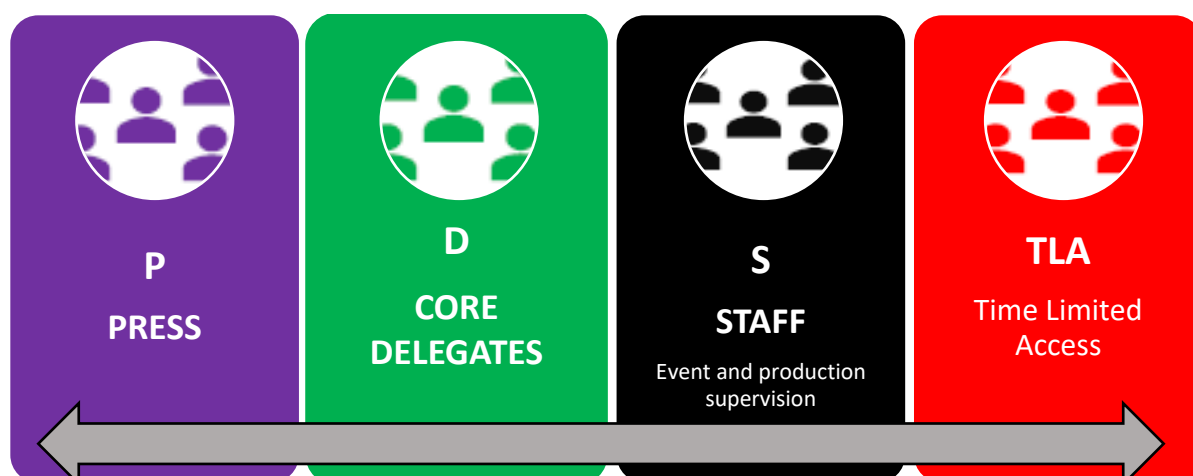 P
PRESS
D
CORE
DELEGATES
S
STAFF
Event and production
supervision
TLA
Time Limited
Access